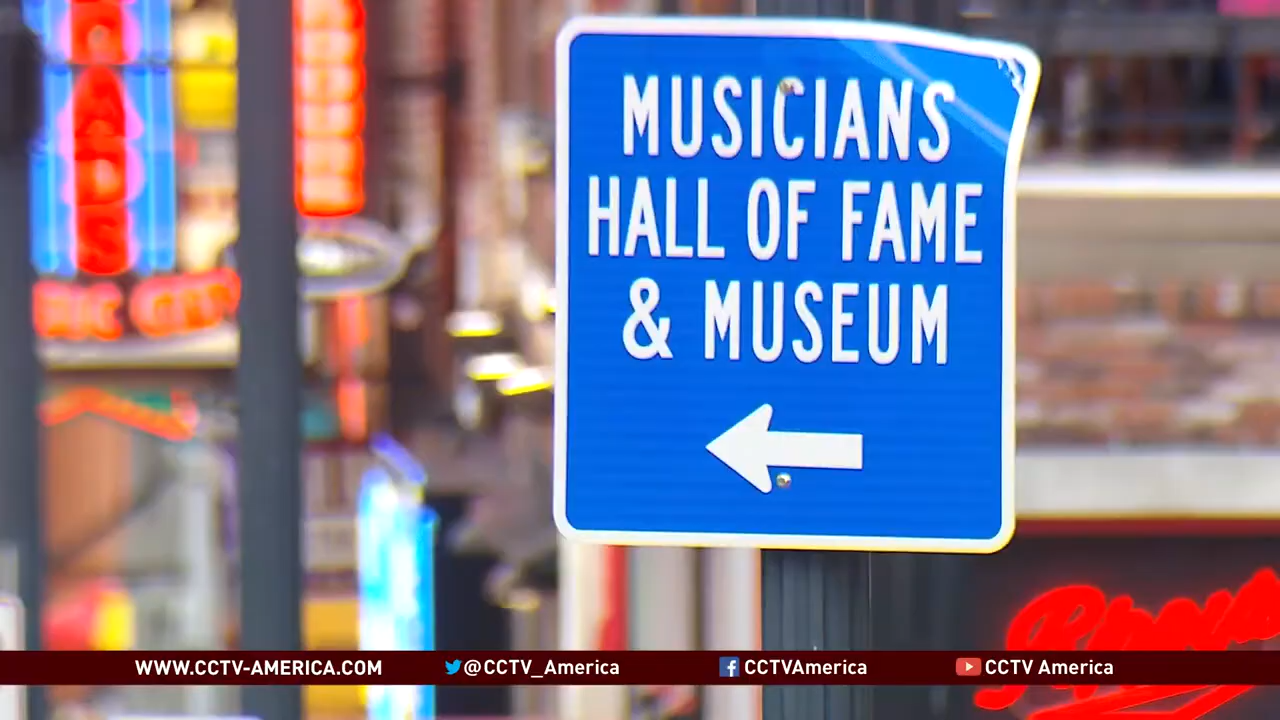 MUSICIANS
HALL OF FAME
& MUSEUM
WWW.CCTV-AMERICA.COM
@CCTV_America
CCTVAmerica
CCTV America